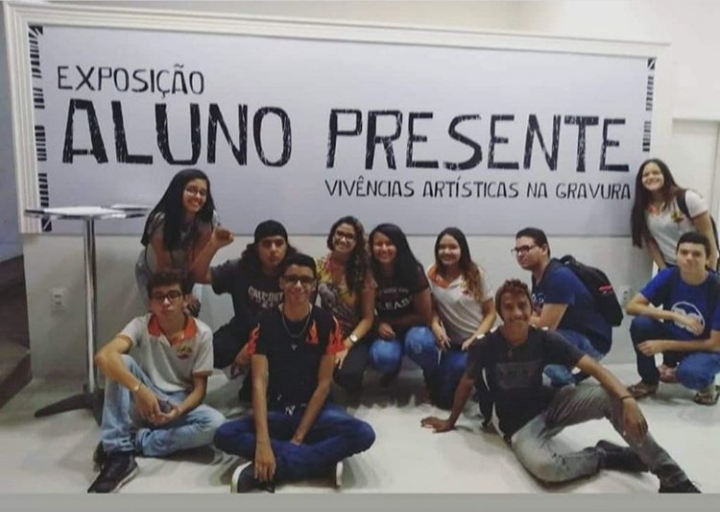 EXPOSIÇÃO
ALUNO PRESENTE
VIVÊNCIAS ARTÍSTICAS NA GRAVURA